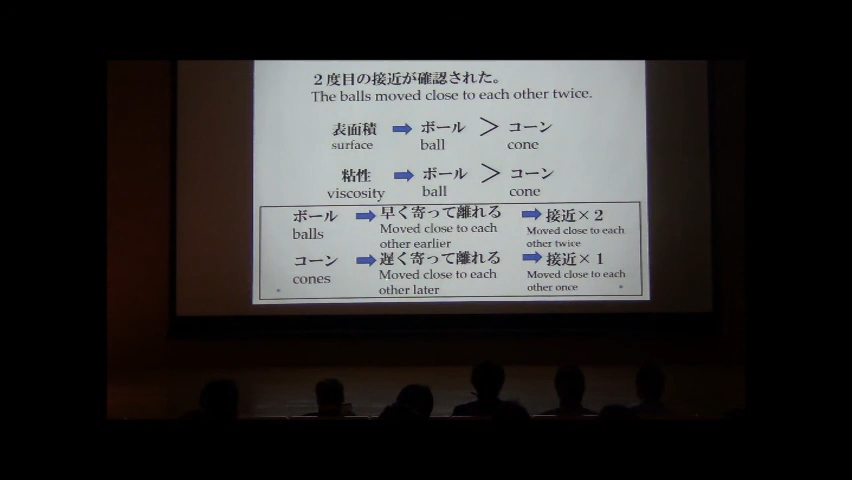 ２度目の接近が確認された。
The balls moved close to each other twice.
表面積 ➡ ボール ＞ コーン
surface ball cone
粘性 ➡ ボール ＞ コーン
viscosity ball cone
ボール ➡ 早く寄って離れる ➡ 接近×２
balls Moved close to each Moved close to each
other earlier other twice
コーン ➡ 遅く寄って離れる ➡ 接近×１
cones Moved close to each Moved close to each
other later other once